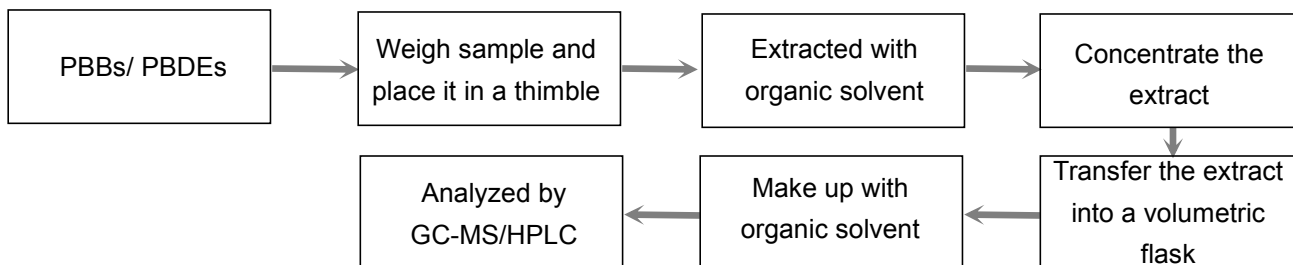 PBBs/ PBDEs
Weigh sample and
place it in a thimble
Extracted with
organic solvent
Concentrate the
extract
Transfer the extract
into a volumetric
flask
Make up with
organic solvent
Analyzed by
GC-MS/HPLC